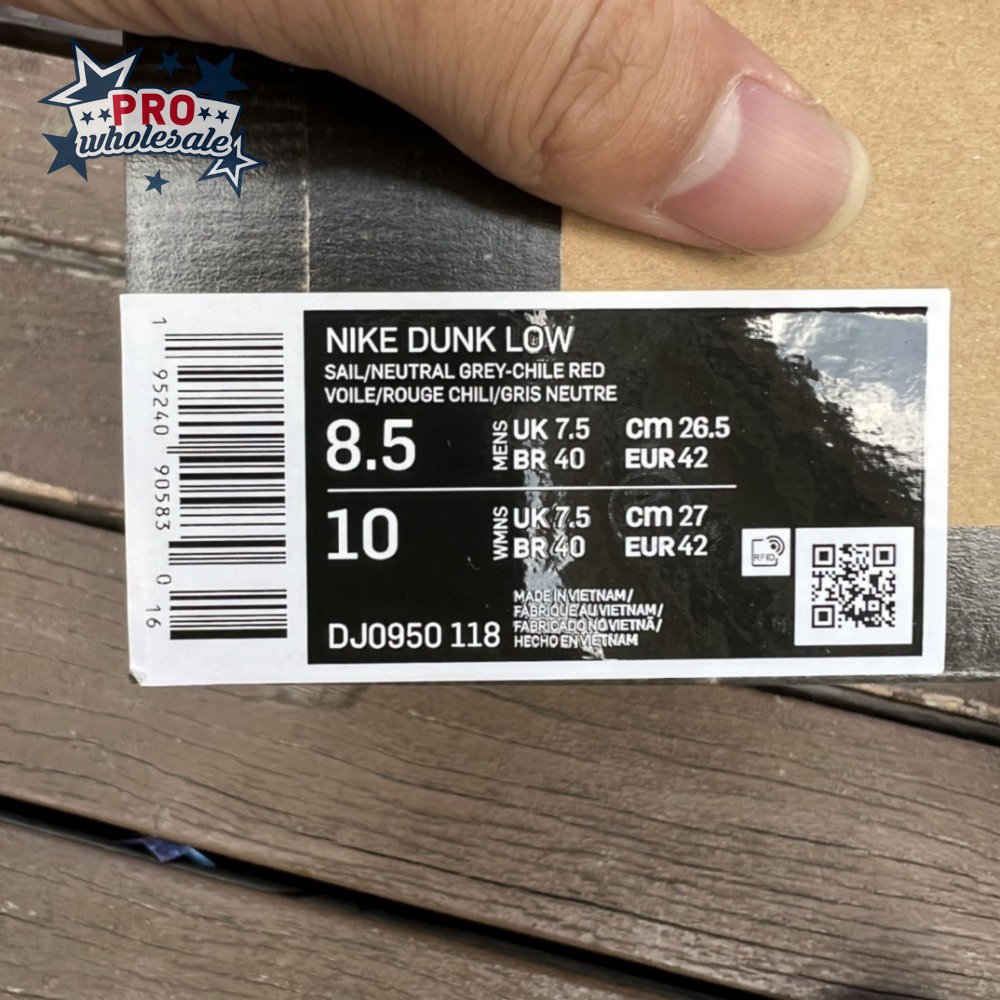 PRO
wholesale
1 95240 90583 0 16
NIKE DUNK LOW
SAIL/NEUTRAL GREY-CHILE RED
VOILE/ROUGE CHILI/GRIS NEUTRE
8.5 MENS UK 7.5 cm 26.5
BR 40 EUR 42
10 WMNS UK 7.5 cm 27
BR 40 EUR 42
RFID
MADE IN VIETNAM/
FABRIQUE AU VIETNAM/
FABRICADO NO VIETNÃ/
HECHO EN VIETNAM
DJ0950 118